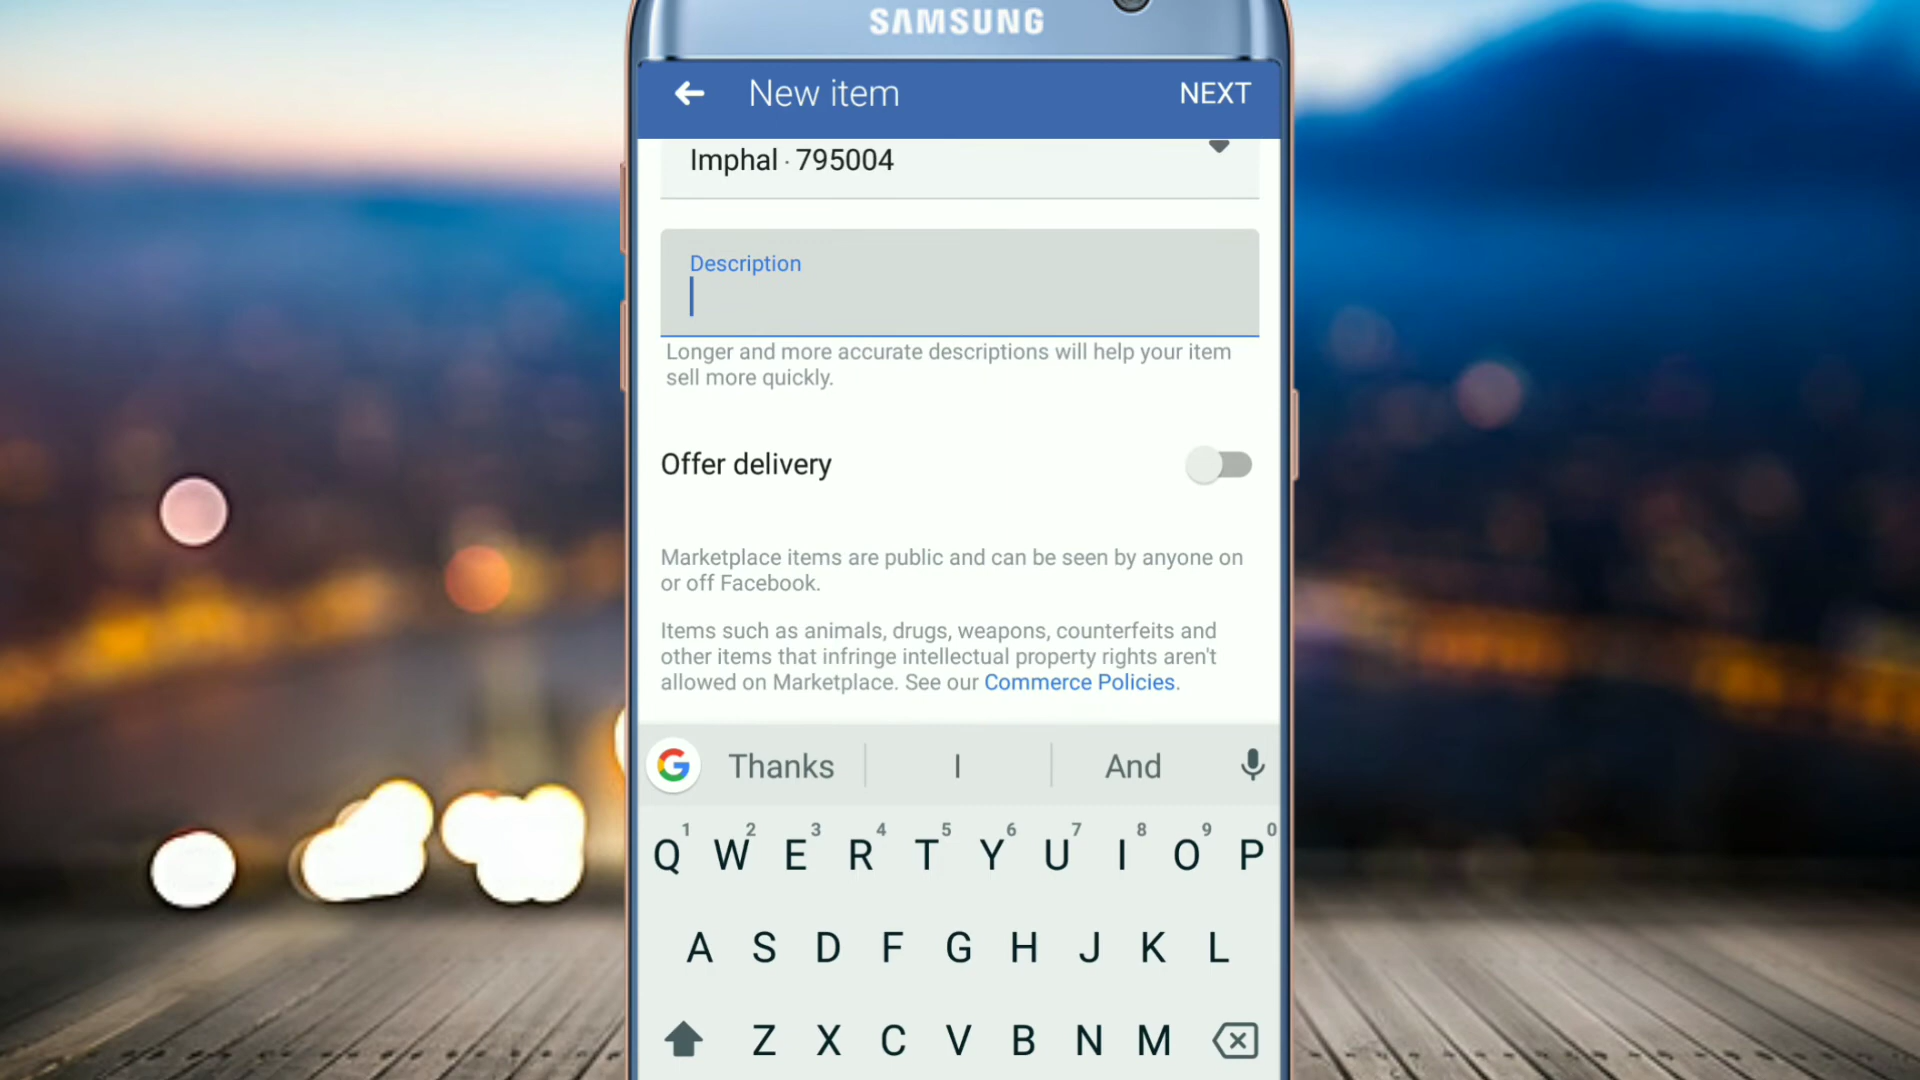 SAMSUNG
New item
NEXT
Imphal · 795004
Description
Longer and more accurate descriptions will help your item
sell more quickly.
Offer delivery
Marketplace items are public and can be seen by anyone on
or off Facebook.
Items such as animals, drugs, weapons, counterfeits and
other items that infringe intellectual property rights aren't
allowed on Marketplace. See our Commerce Policies.
G Thanks I And
1 2 3 4 5 6 7 8 9 0
Q W E R T Y U I O P
A S D F G H J K L
Z X C V B N M